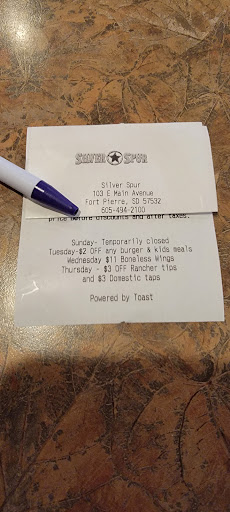 SILVER SPUR
Silver Spur
103 E Main Avenue
Fort Pierre, SD 57532
605-494-2100
price before discounts and after taxes.
Sunday- Temporarily closed
Tuesday-$2 OFF any burger & kids meals
Wednesday $11 Boneless Wings
Thursday - $3 OFF Rancher tips
and $3 Domestic taps
Powered by Toast